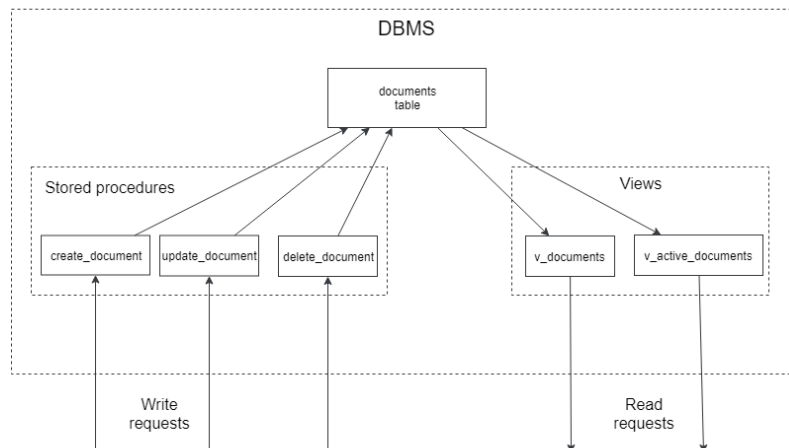 DBMS
documents
table
Stored procedures
Views
create_document
update_document
delete_document
v_documents
v_active_documents
Write
requests
Read
requests